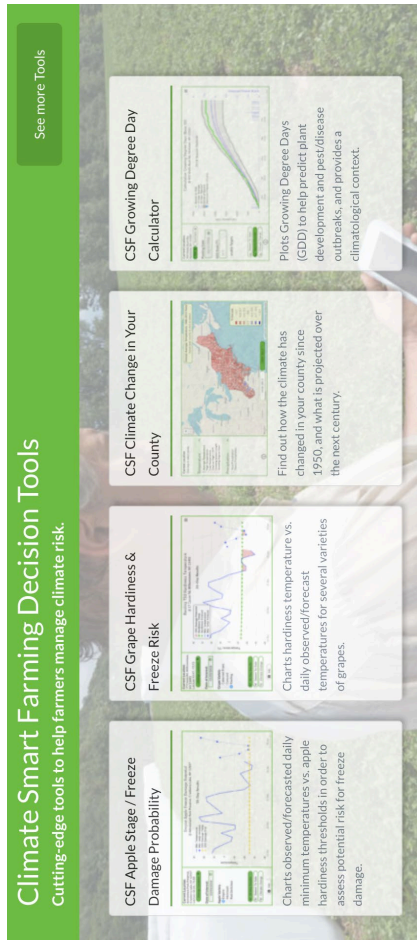 Climate Smart Farming Decision Tools
Cutting-edge tools to help farmers manage climate risk.
See more Tools
CSF Apple Stage / Freeze
Damage Probability
Charts observed/forecasted daily
minimum temperatures vs. apple
hardiness thresholds in order to
assess potential risk for freeze
damage.
CSF Grape Hardiness &
Freeze Risk
Charts hardiness temperature vs.
daily observed/forecast
temperatures for several varieties
of grapes.
CSF Climate Change in Your
County
Find out how the climate has
changed in your county since
1950, and what is projected over
the next century.
CSF Growing Degree Day
Calculator
Plots Growing Degree Days
(GDD) to help predict plant
development and pest/disease
outbreaks, and provides a
climatological context.